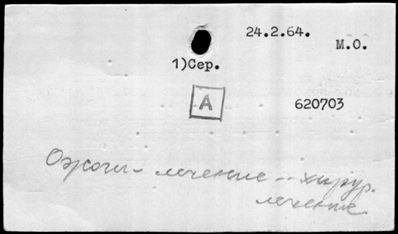 24.2.64.
М.О.
1)Сер.
А
620703
Ожоги - лечение -- хирур.
лечение